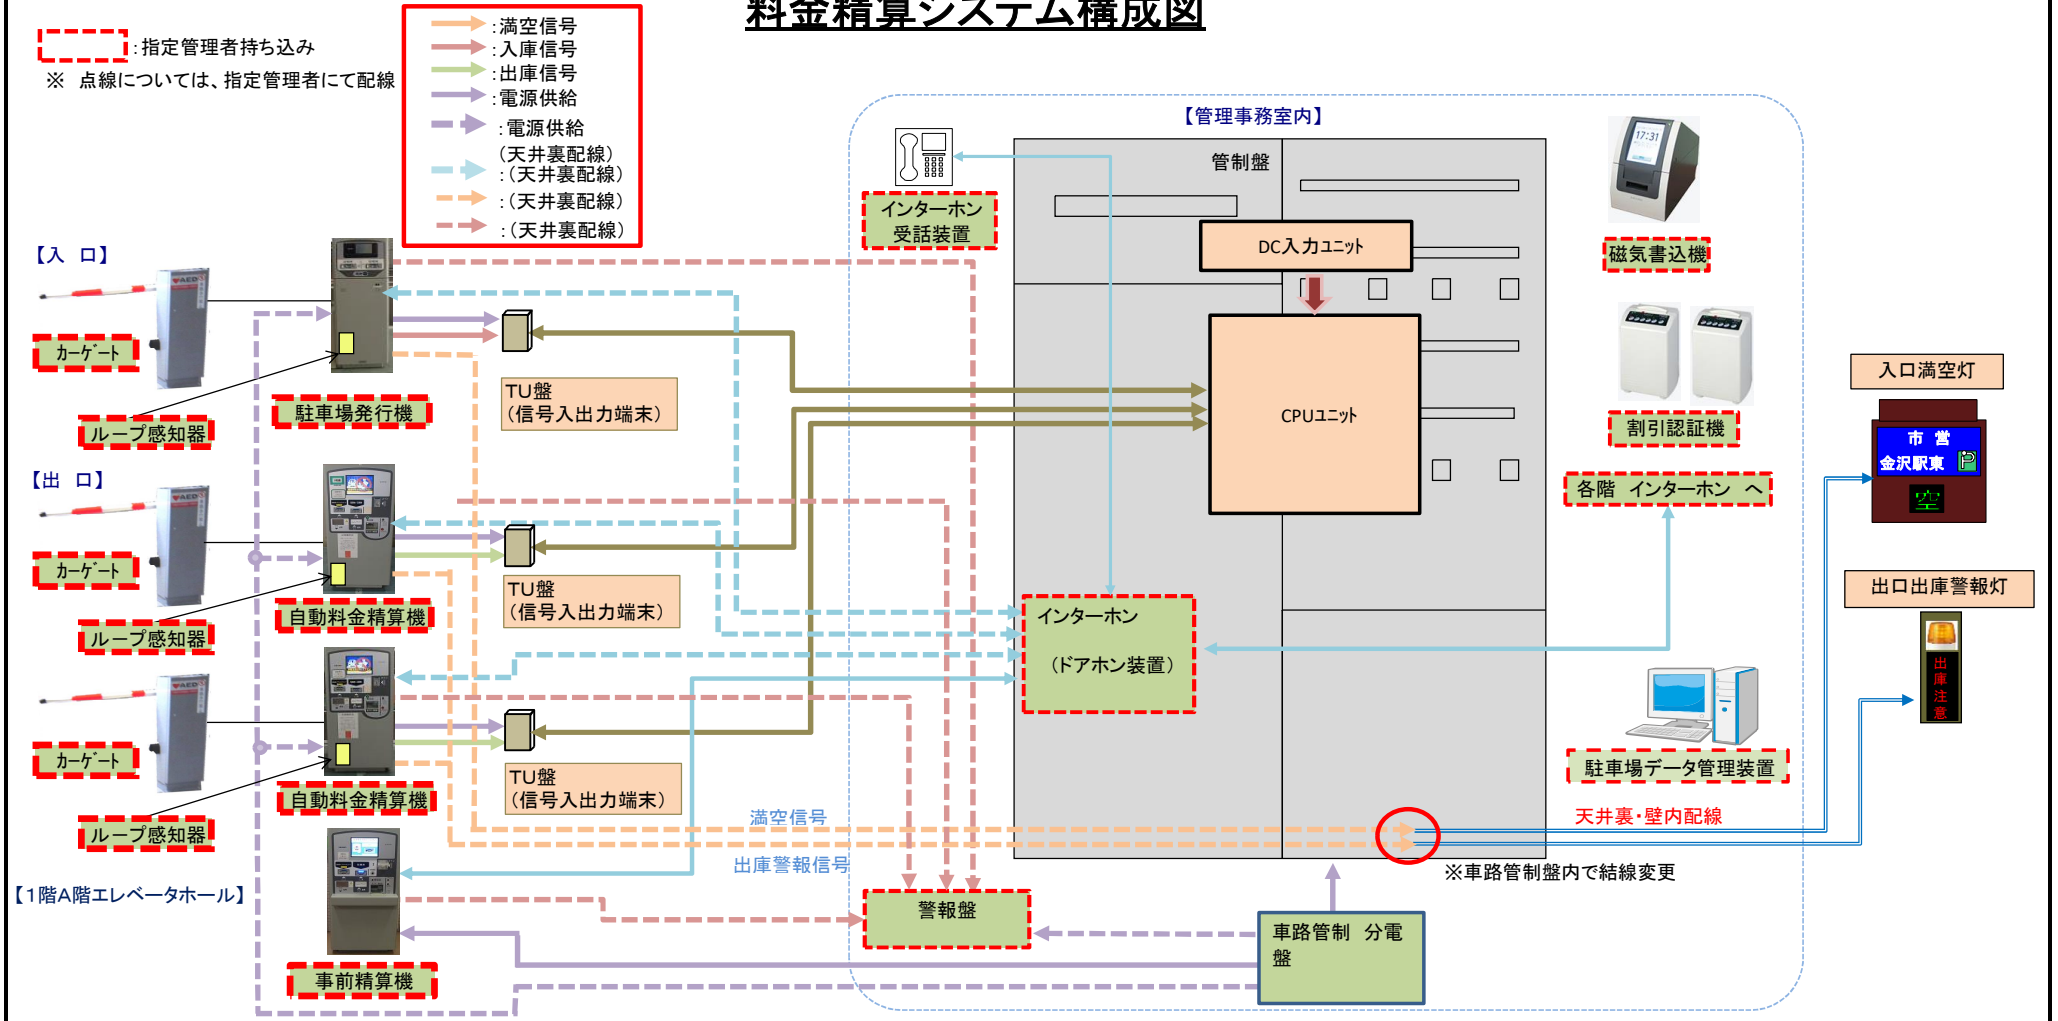 料金精算システム構成図
:指定管理者持ち込み
※ 点線については、指定管理者にて配線
:満空信号
:入庫信号
:出庫信号
:電源供給
:電源供給
(天井裏配線)
:(天井裏配線)
:(天井裏配線)
:(天井裏配線)
【入 口】
カーゲート
ループ感知器
駐車場発行機
TU盤
(信号入出力端末)
【出 口】
カーゲート
ループ感知器
自動料金精算機
TU盤
(信号入出力端末)
カーゲート
ループ感知器
自動料金精算機
TU盤
(信号入出力端末)
【1階A階エレベータホール】
事前精算機
満空信号
出庫警報信号
【管理事務室内】
インターホン
受話装置
管制盤
DC入力ユニット
CPUユニット
インターホン
(ドアホン装置)
警報盤
車路管制 分電
盤
※車路管制盤内で結線変更
天井裏・壁内配線
17:31
磁気書込機
割引認証機
各階 インターホン へ
駐車場データ管理装置
入口満空灯
市 営
金沢駅東 P
空
出口出庫警報灯
出
庫
注
意